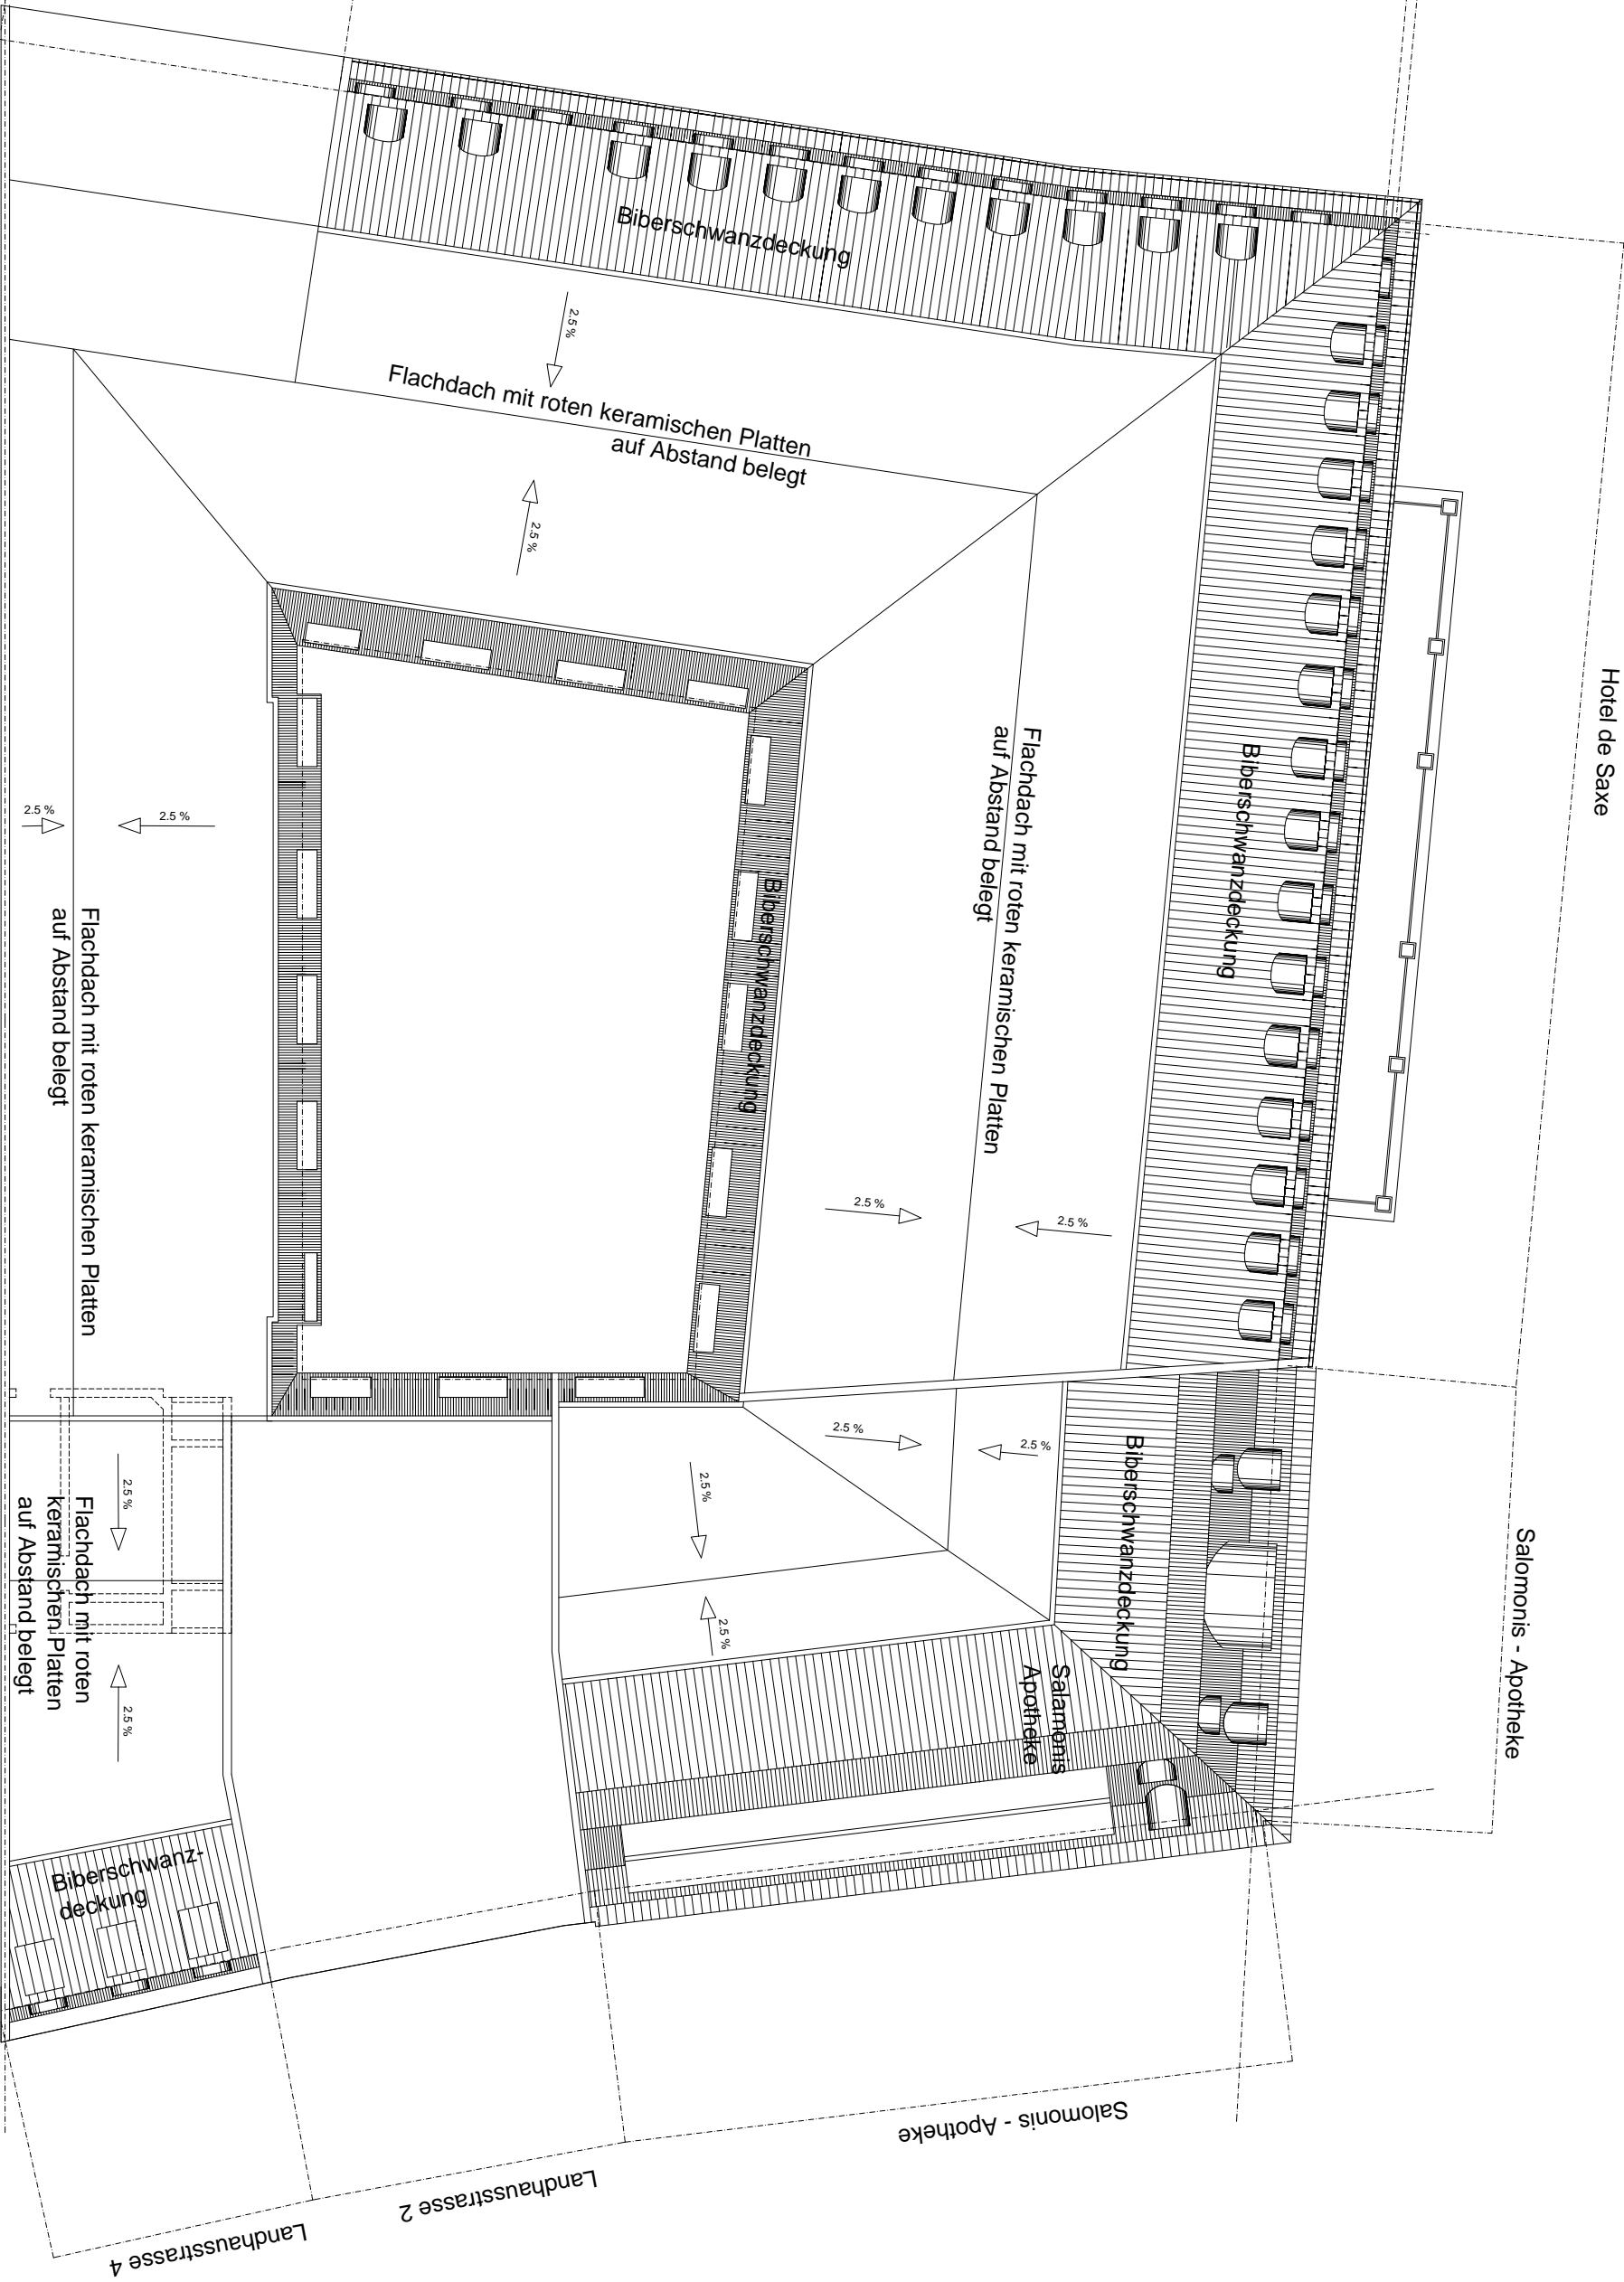 Biberschwanzdeckung
2.5 %
Flachdach mit roten keramischen Platten
auf Abstand belegt
2.5 %
Hotel de Saxe
Biberschwanzdeckung
Flachdach mit roten keramischen Platten
auf Abstand belegt
2.5 %
2.5 %
Biberschwanzdeckung
Flachdach mit roten keramischen Platten
auf Abstand belegt
2.5 %
2.5 %
2.5 %
2.5 %
Biberschwanzdeckung
Salomonis - Apotheke
2.5 %
2.5 %
Flachdach mit roten
keramischen Platten
auf Abstand belegt
2.5 %
2.5 %
Salamonis
Apotheke
Biberschwanz-
deckung
Salomonis - Apotheke
Landhausstrasse 2
Landhausstrasse 4